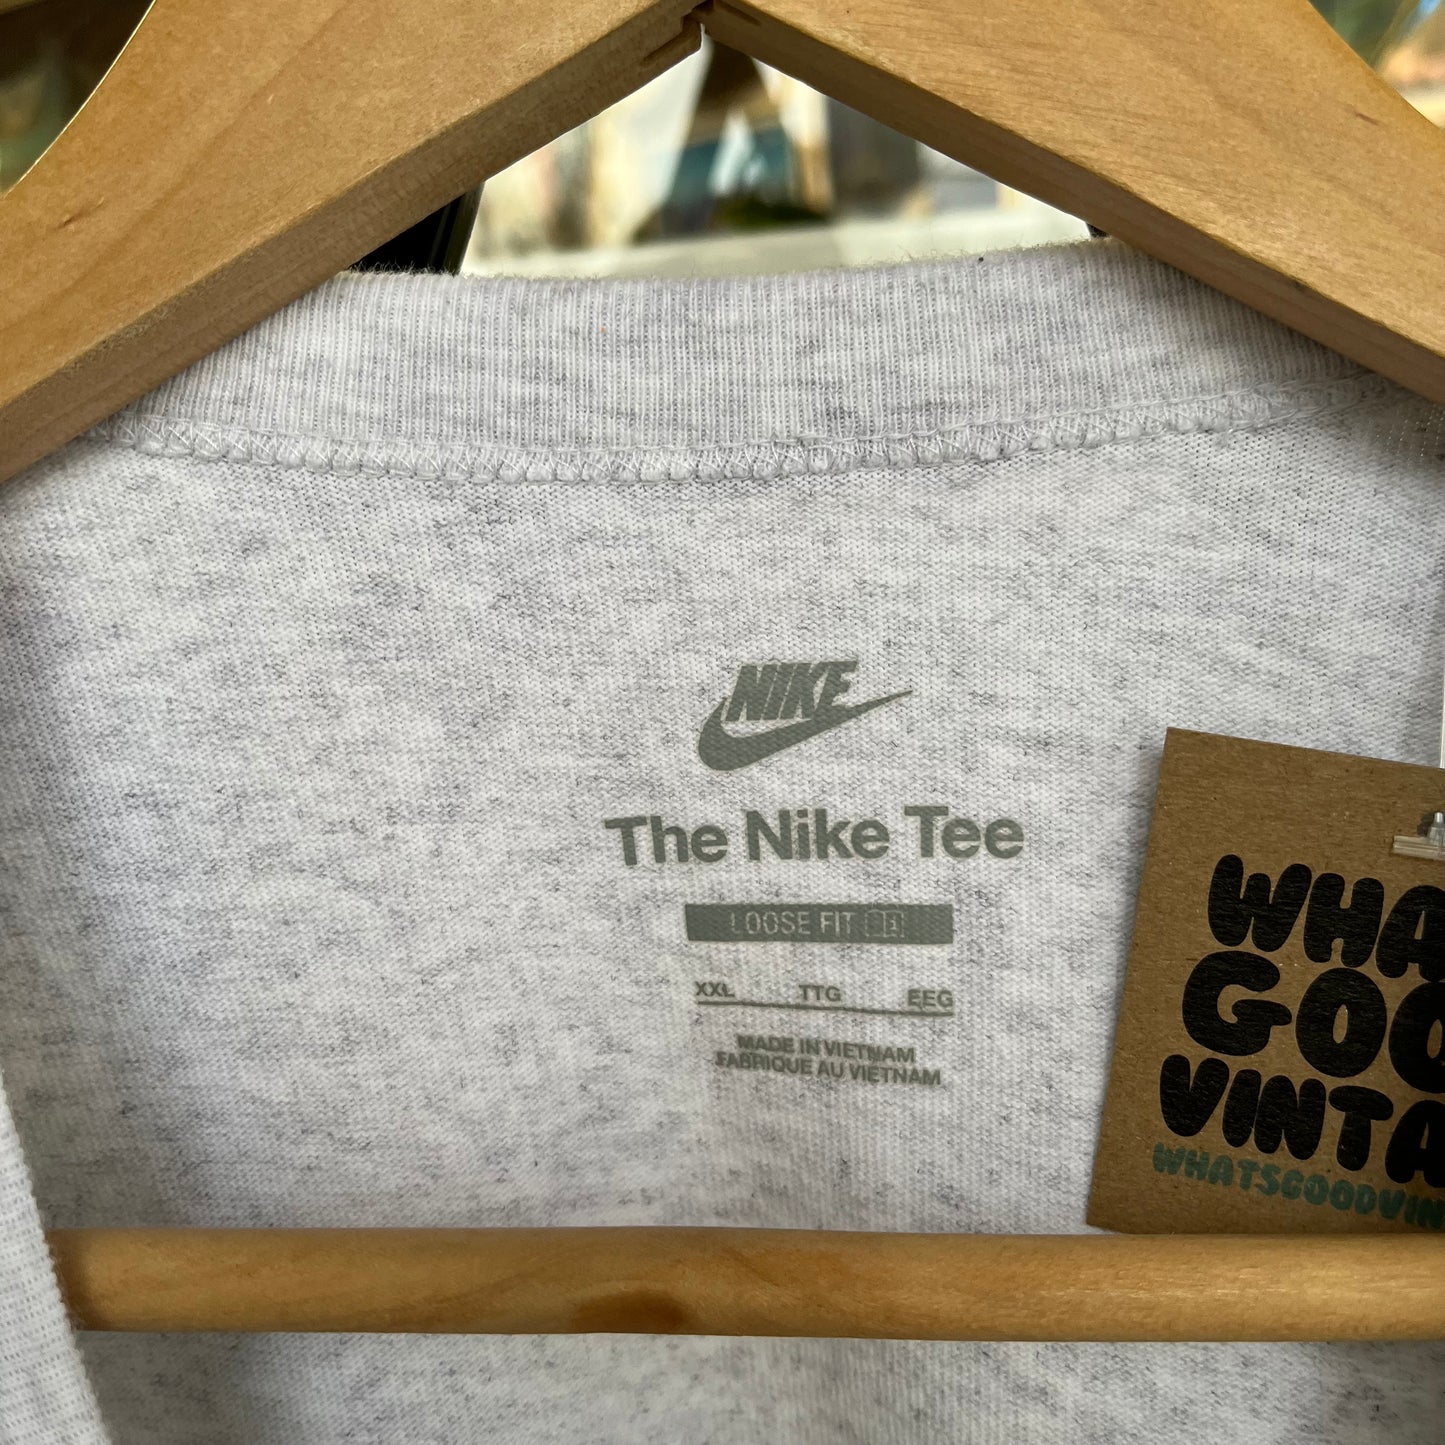 NIKE
The Nike Tee
LOOSE FIT
XXL TTG EEG
MADE IN VIETNAM
FABRIQUE AU VIETNAM
WHA
GOO
VINTA
WHATSGOODVIN